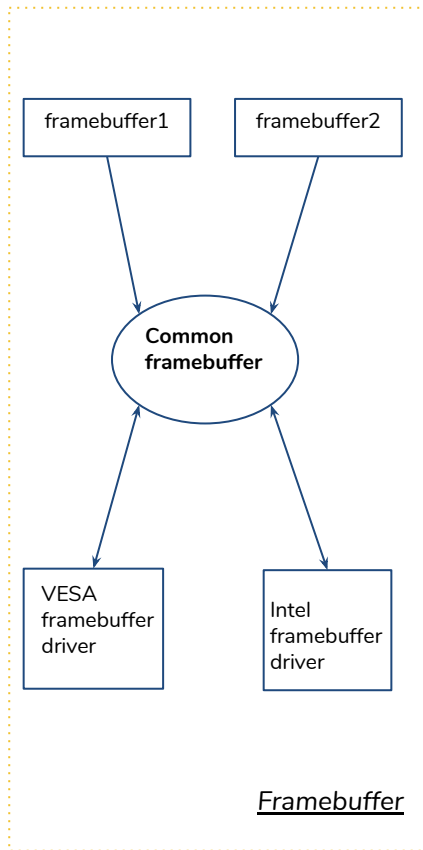 framebuffer1
framebuffer2
Common
framebuffer
VESA
framebuffer
driver
Intel
framebuffer
driver
Framebuffer